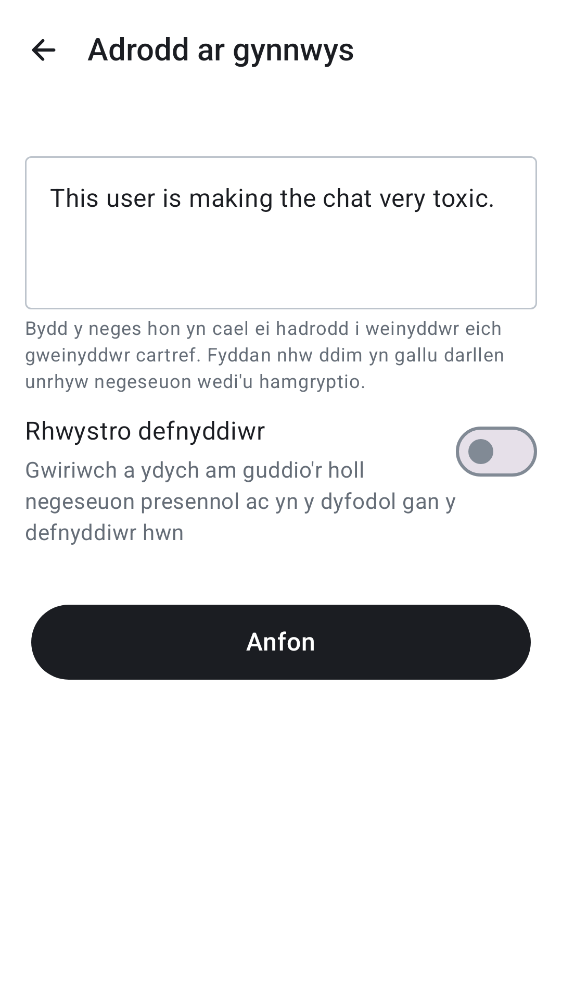 Adrodd ar gynnwys
This user is making the chat very toxic.
Bydd y neges hon yn cael ei hadrodd i weinyddwr eich
gweinyddwr cartref. Fyddan nhw ddim yn gallu darllen
unrhyw negeseuon wedi'u hamgryptio.
Rhwystro defnyddiwr
Gwiriwch a ydych am guddio'r holl
negeseuon presennol ac yn y dyfodol gan y
defnyddiwr hwn
Anfon